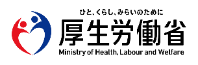 ひと、くらし、みらいのために
厚生労働省
Ministry of Health, Labour and Welfare